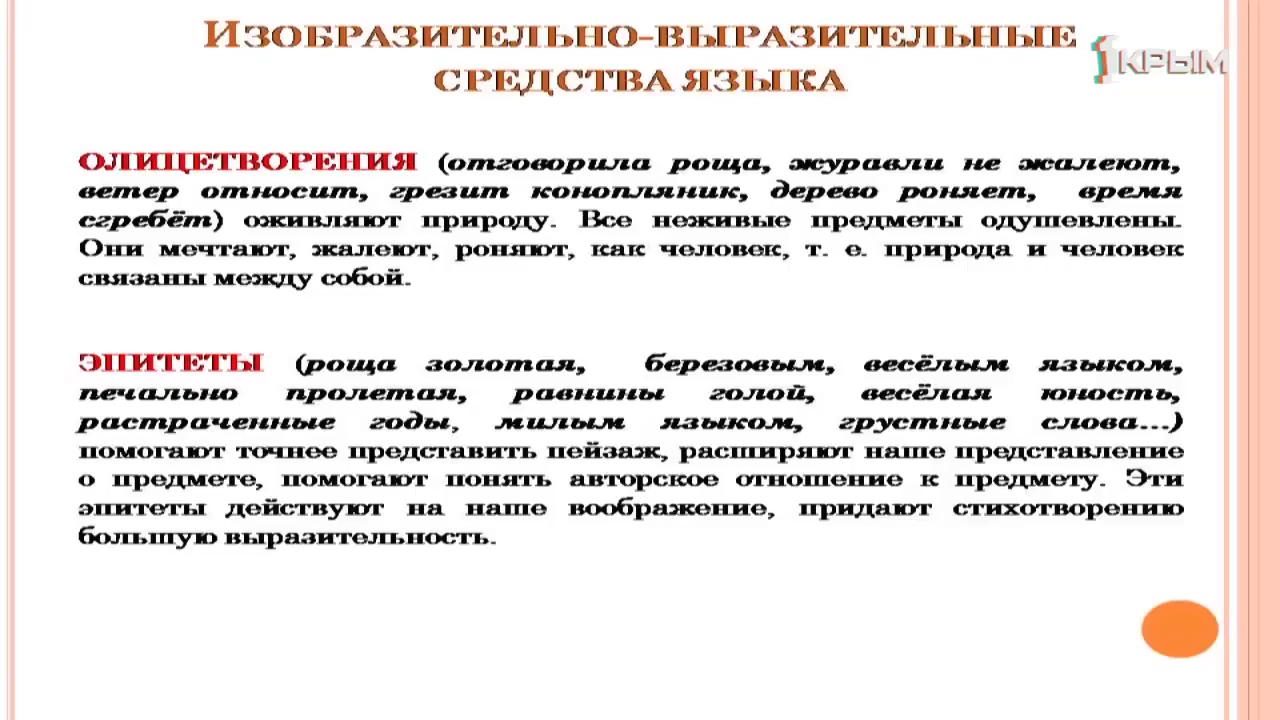 ИЗОБРАЗИТЕЛЬНО-ВЫРАЗИТЕЛЬНЫЕ
СРЕДСТВА ЯЗЫКА
1КРЫМ
ОЛИЦЕТВОРЕНИЯ (отговорила роща, журавли не жалеют,
ветер относит, грезит конопляник, дерево роняет, время
сгребёт) оживляют природу. Все неживые предметы одушевлены.
Они мечтают, жалеют, роняют, как человек, т. е. природа и человек
связаны между собой.
ЭПИТЕТЫ (роща золотая, березовым, весёлым языком,
печально пролетая, равнины голой, весёлая юность,
растраченные годы, милым языком, грустные слова...)
помогают точнее представить пейзаж, расширяют наше представление
о предмете, помогают понять авторское отношение к предмету. Эти
эпитеты действуют на наше воображение, придают стихотворению
большую выразительность.